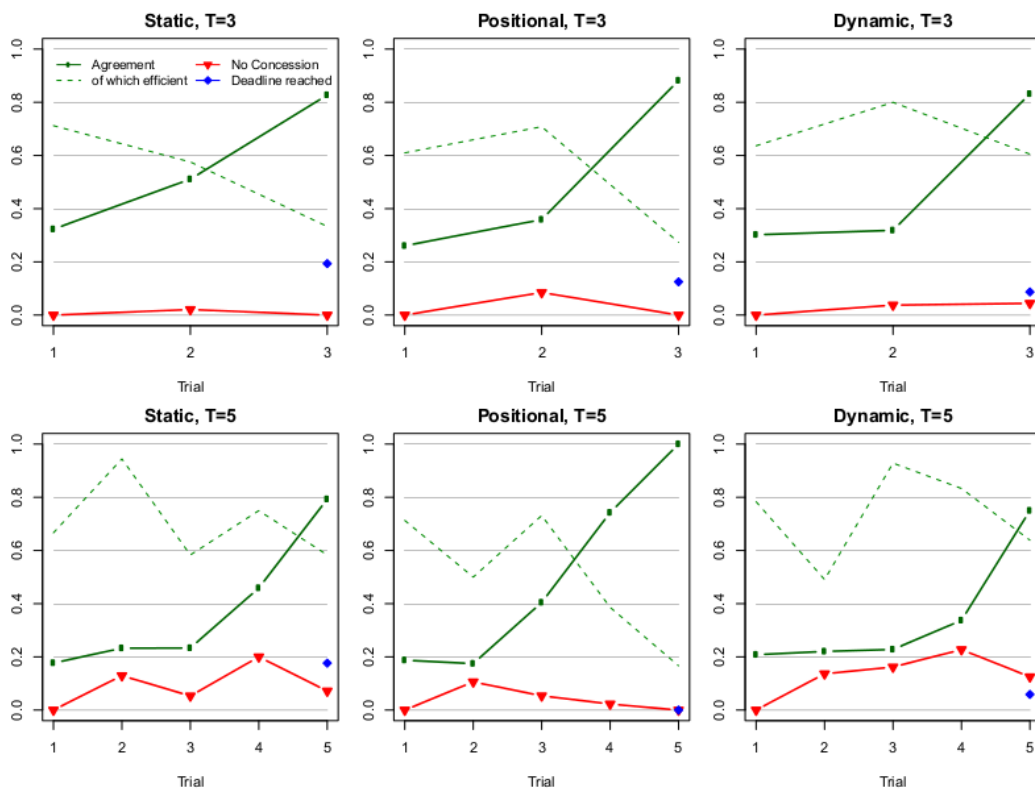 Static, T=3
Positional, T=3
Dynamic, T=3
Agreement
of which efficient
No Concession
Deadline reached
0.0 0.2 0.4 0.6 0.8 1.0
1 2 3
Trial
0.0 0.2 0.4 0.6 0.8 1.0
1 2 3
Trial
0.0 0.2 0.4 0.6 0.8 1.0
1 2 3
Trial
Static, T=5
Positional, T=5
Dynamic, T=5
0.0 0.2 0.4 0.6 0.8 1.0
1 2 3 4 5
Trial
0.0 0.2 0.4 0.6 0.8 1.0
1 2 3 4 5
Trial
0.0 0.2 0.4 0.6 0.8 1.0
1 2 3 4 5
Trial